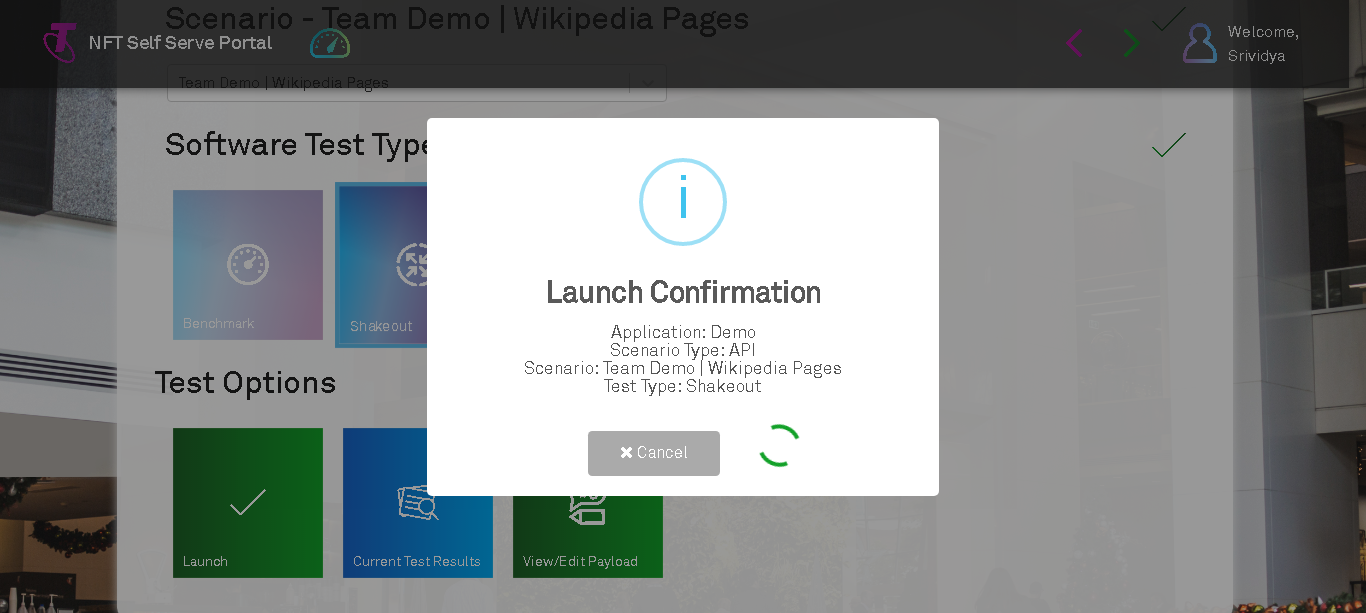 Scenario - Team Demo | Wikipedia Pages
NFT Self Serve Portal
Welcome,
Srividya
Team Demo | Wikipedia Pages
Software Test Type
Benchmark
Shakeout
Launch Confirmation
Application: Demo
Scenario Type: API
Scenario: Team Demo | Wikipedia Pages
Test Type: Shakeout
Cancel
Test Options
Launch
Current Test Results
View/Edit Payload